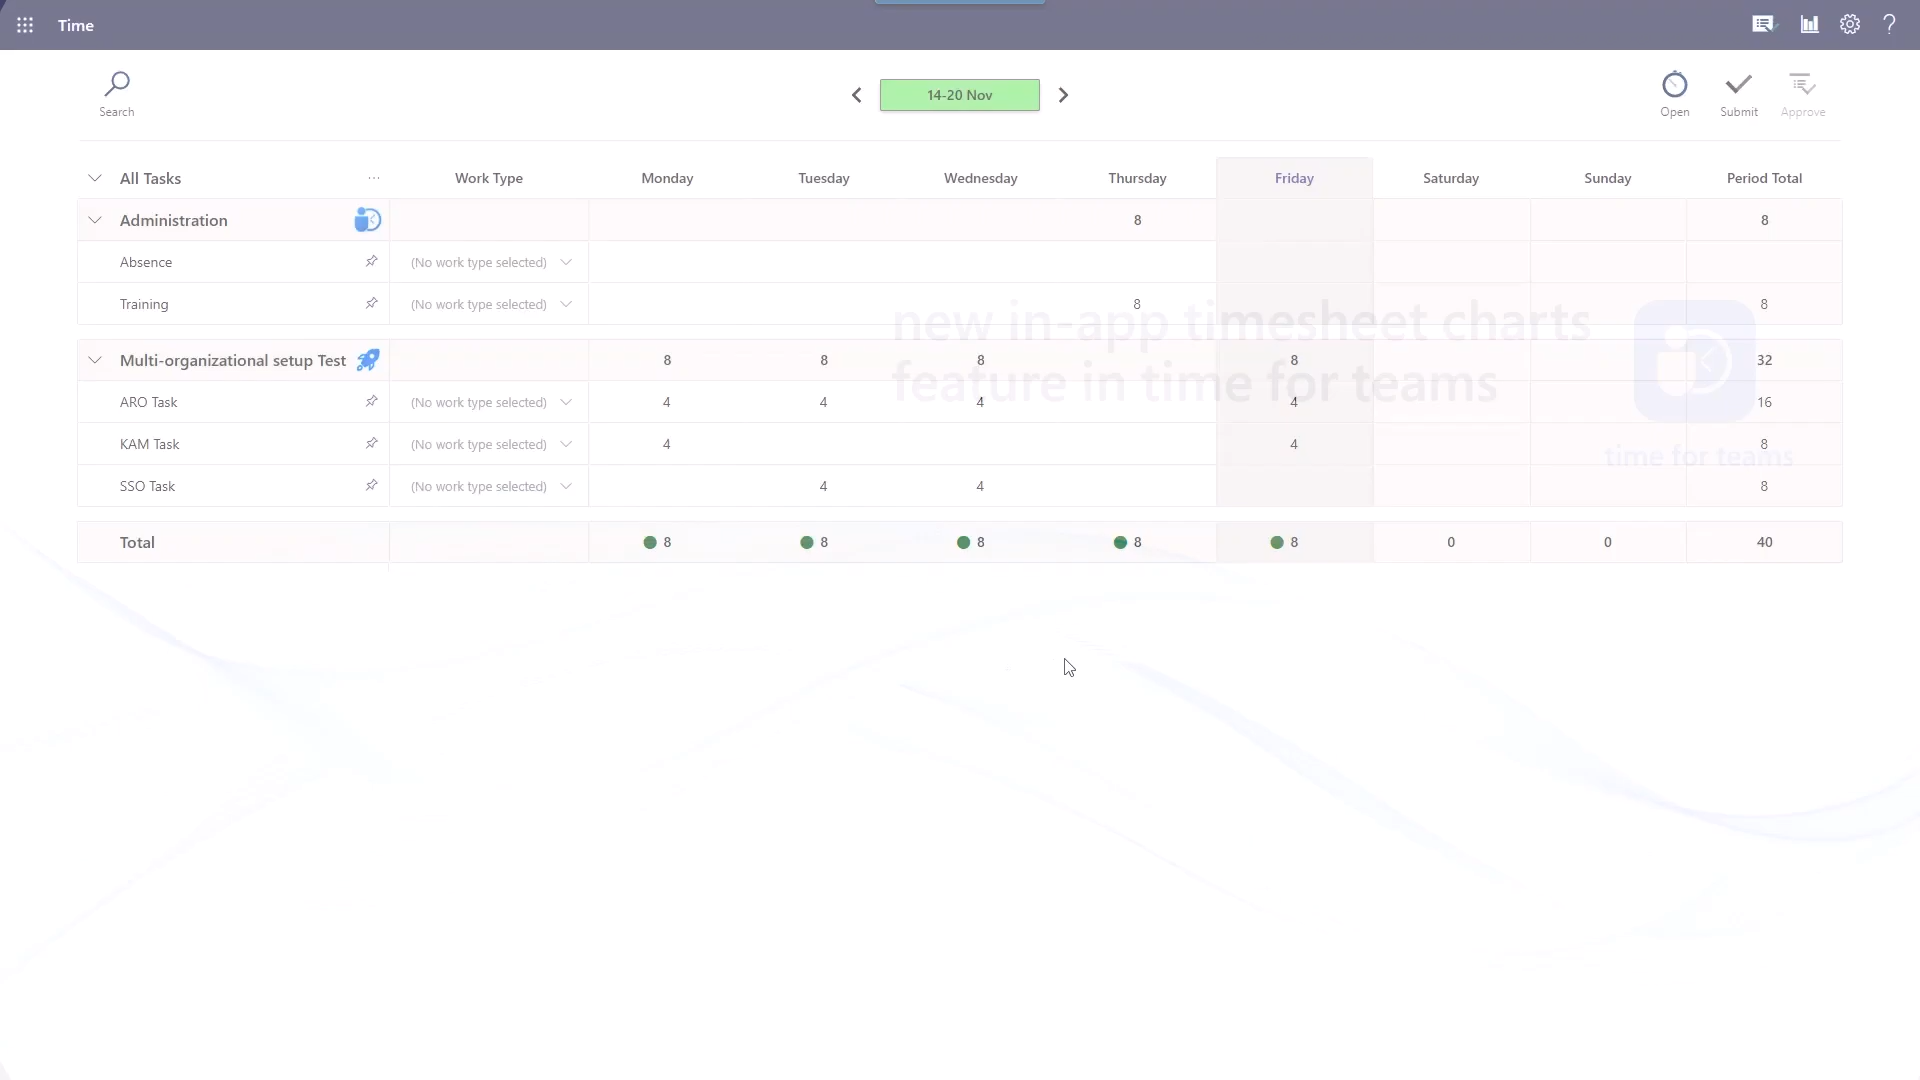 Time
Search
14-20 Nov
Open
Submit
Approve
All Tasks ... Work Type Monday Tuesday Wednesday Thursday Friday Saturday Sunday Period Total
Administration 8 8
Absence (No work type selected)
Training (No work type selected) 8 8
new in-app timesheet charts
feature in time for teams
time for teams
Multi-organizational setup Test 8 8 8 8 32
ARO Task (No work type selected) 4 4 4 4 16
KAM Task (No work type selected) 4 4 8
SSO Task (No work type selected) 4 4 8
Total 8 8 8 8 8 0 0 40